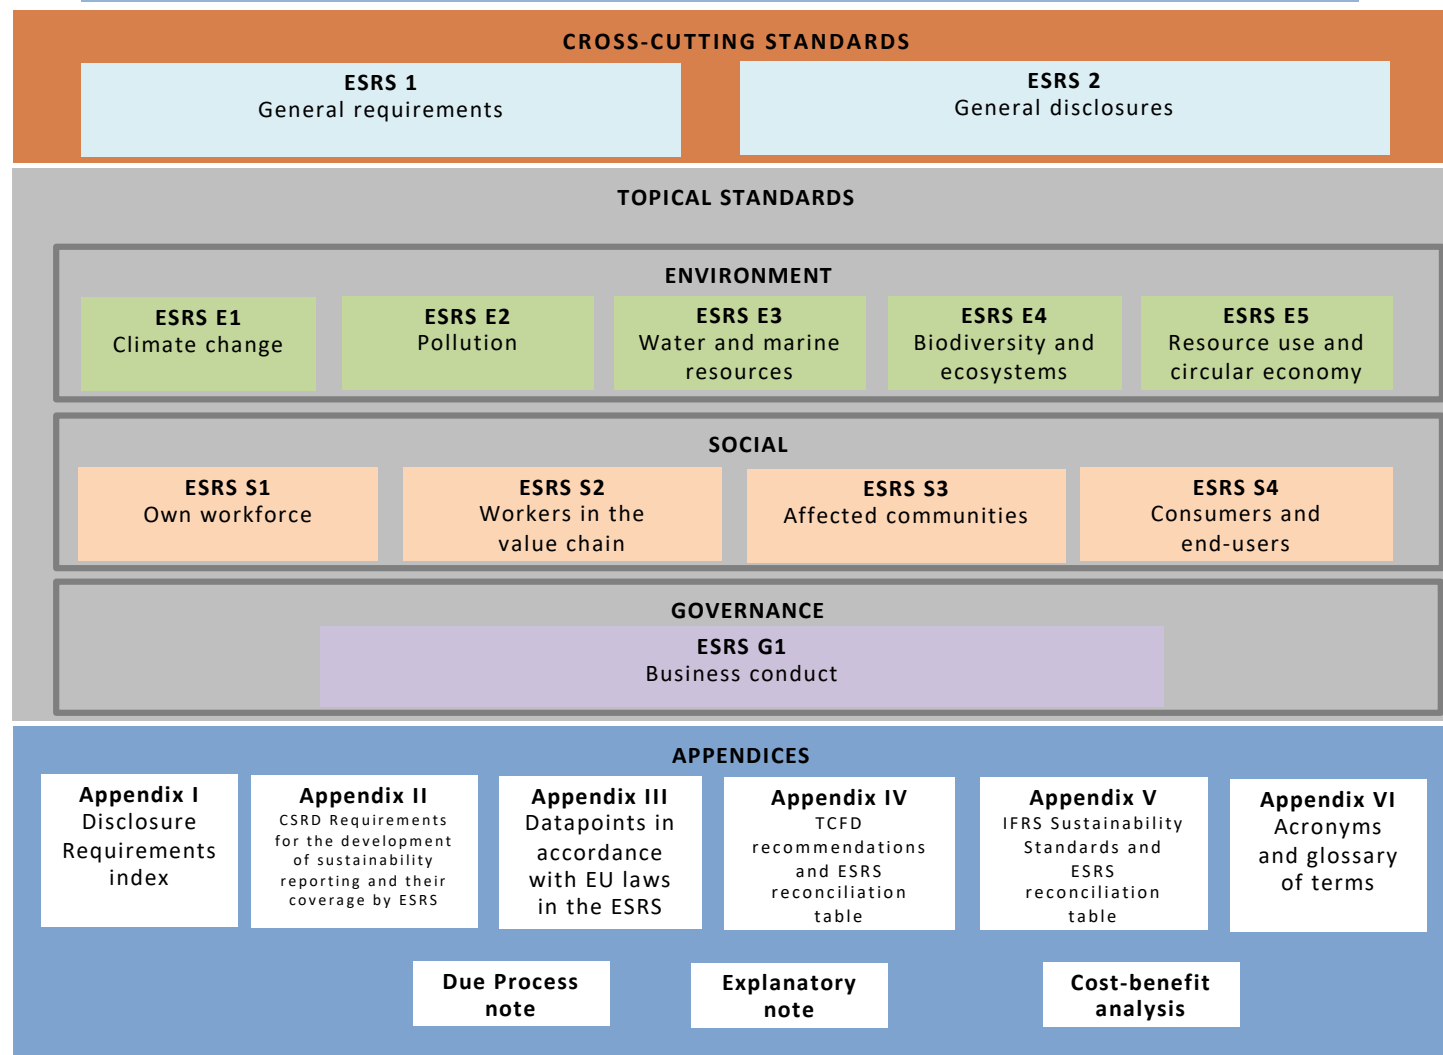 CROSS-CUTTING STANDARDS
ESRS 1
General requirements
ESRS 2
General disclosures
TOPICAL STANDARDS
ENVIRONMENT
ESRS E1
Climate change
ESRS E2
Pollution
ESRS E3
Water and marine
resources
ESRS E4
Biodiversity and
ecosystems
ESRS E5
Resource use and
circular economy
SOCIAL
ESRS S1
Own workforce
ESRS S2
Workers in the
value chain
ESRS S3
Affected communities
ESRS S4
Consumers and
end-users
GOVERNANCE
ESRS G1
Business conduct
APPENDICES
Appendix I
Disclosure
Requirements
index
Appendix II
CSRD Requirements
for the development
of sustainability
reporting and their
coverage by ESRS
Appendix III
Datapoints in
accordance
with EU laws
in the ESRS
Appendix IV
TCFD
recommendations
and ESRS
reconciliation
table
Appendix V
IFRS Sustainability
Standards and
ESRS
reconciliation
table
Appendix VI
Acronyms
and glossary
of terms
Due Process
note
Explanatory
note
Cost-benefit
analysis